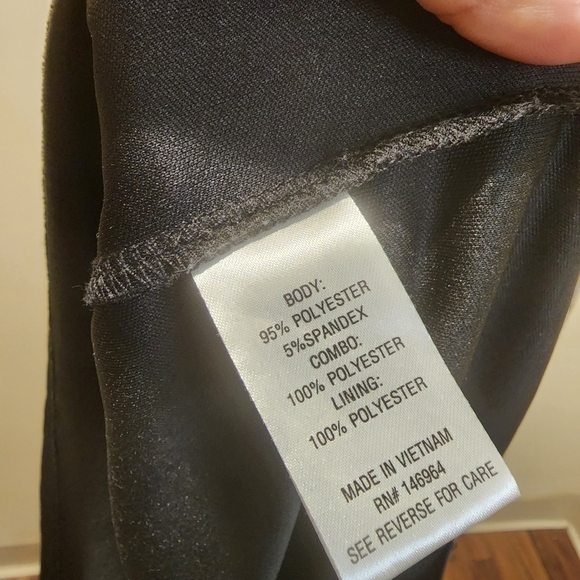 BODY:
95% POLYESTER
5%SPANDEX
COMBO:
100% POLYESTER
LINING:
100% POLYESTER
MADE IN VIETNAM
RN# 146964
SEE REVERSE FOR CARE